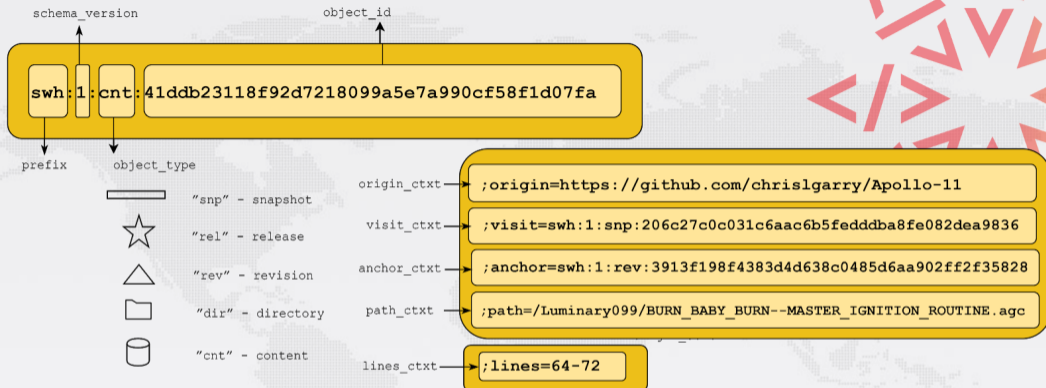 schema_version
object_id
swh:1:cnt:41ddb23118f92d7218099a5e7a990cf58f1d07fa
prefix
object_type
"snp" - snapshot
"rel" - release
"rev" - revision
"dir" - directory
"cnt" - content
origin_ctxt
;origin=https://github.com/chrislgarry/Apollo-11
visit_ctxt
;visit=swh:1:snp:206c27c0c031c6aac6b5fedddba8fe082dea9836
anchor_ctxt
;anchor=swh:1:rev:3913f198f4383d4d638c0485d6aa902ff2f35828
path_ctxt
;path=/Luminary099/BURN_BABY_BURN--MASTER_IGNITION_ROUTINE.agc
lines_ctxt
;lines=64-72